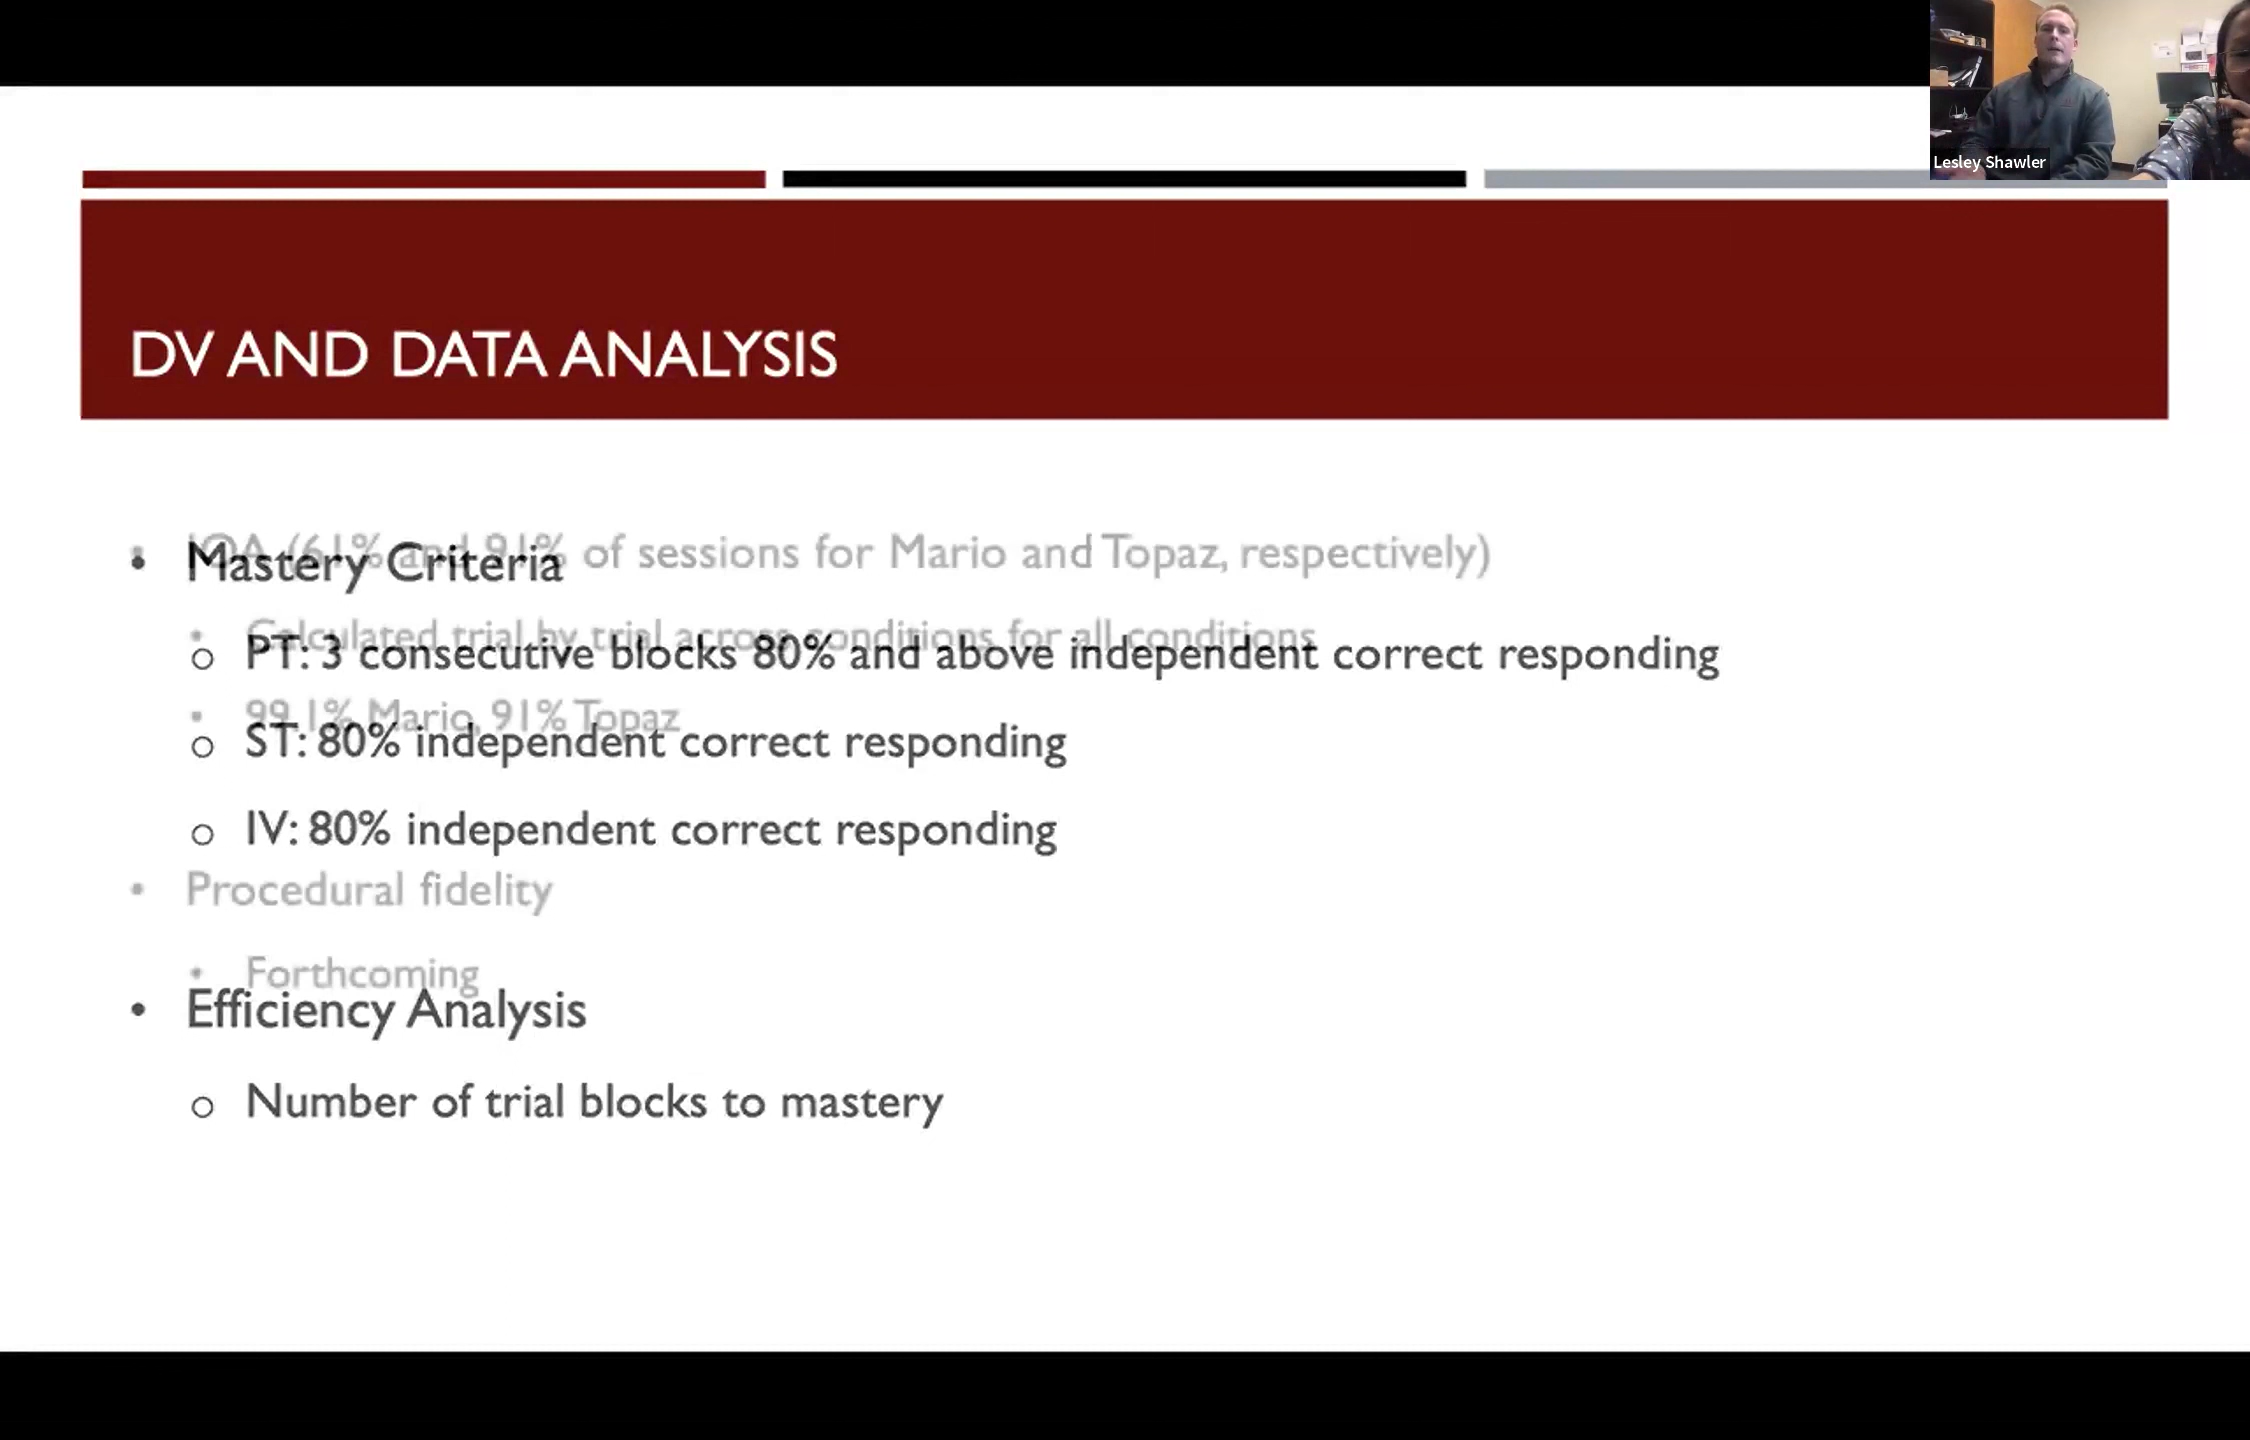 Lesley Shawler
DV AND DATA ANALYSIS
• IOA (61% and 91% of sessions for Mario and Topaz, respectively)
• Mastery Criteria
• Calculated trial by trial across conditions for all conditions
o PT: 3 consecutive blocks 80% and above independent correct responding
• 99.1% Mario, 91% Topaz
o ST: 80% independent correct responding
o IV: 80% independent correct responding
• Procedural fidelity
• Forthcoming
• Efficiency Analysis
o Number of trial blocks to mastery